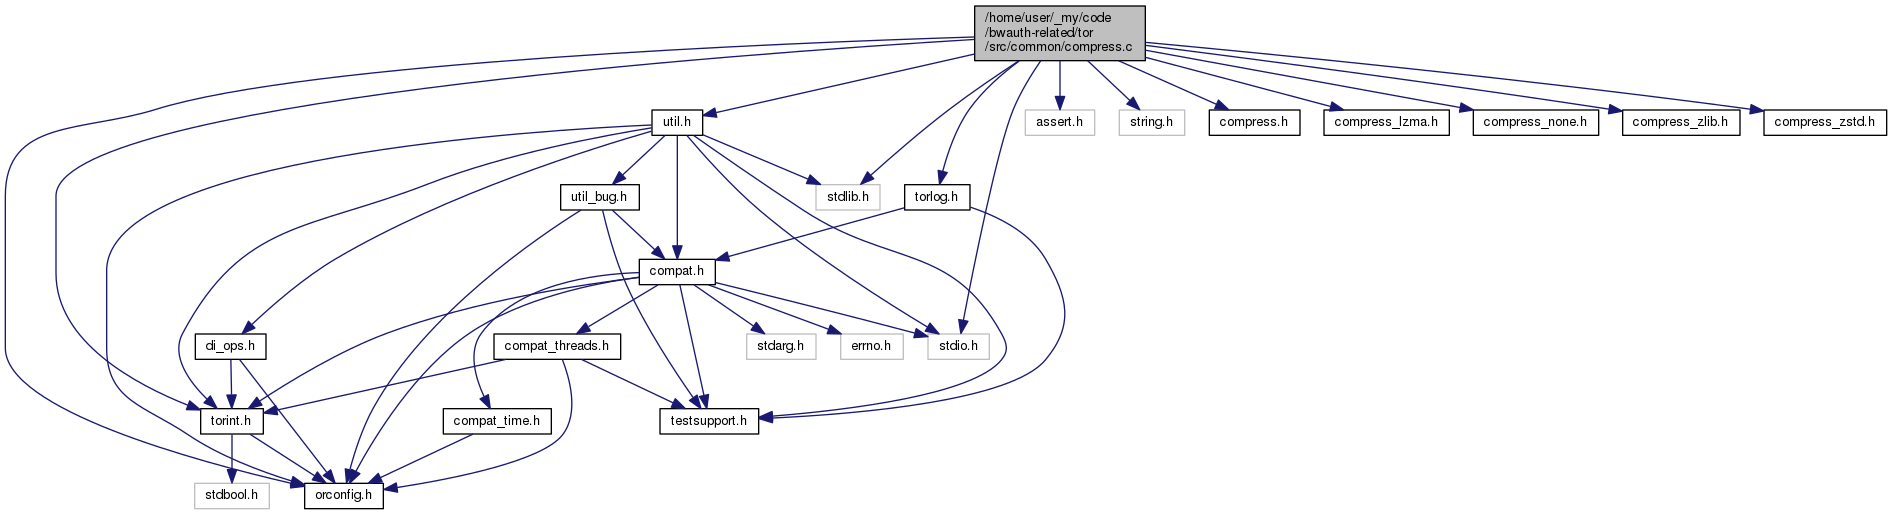 /home/user/_my/code
/bwauth-related/tor
/src/common/compress.c
util.h
assert.h
string.h
compress.h
compress_lzma.h
compress_none.h
compress_zlib.h
compress_zstd.h
util_bug.h
stdlib.h
torlog.h
compat.h
di_ops.h
compat_threads.h
stdarg.h
errno.h
stdio.h
torint.h
compat_time.h
testsupport.h
stdbool.h
orconfig.h